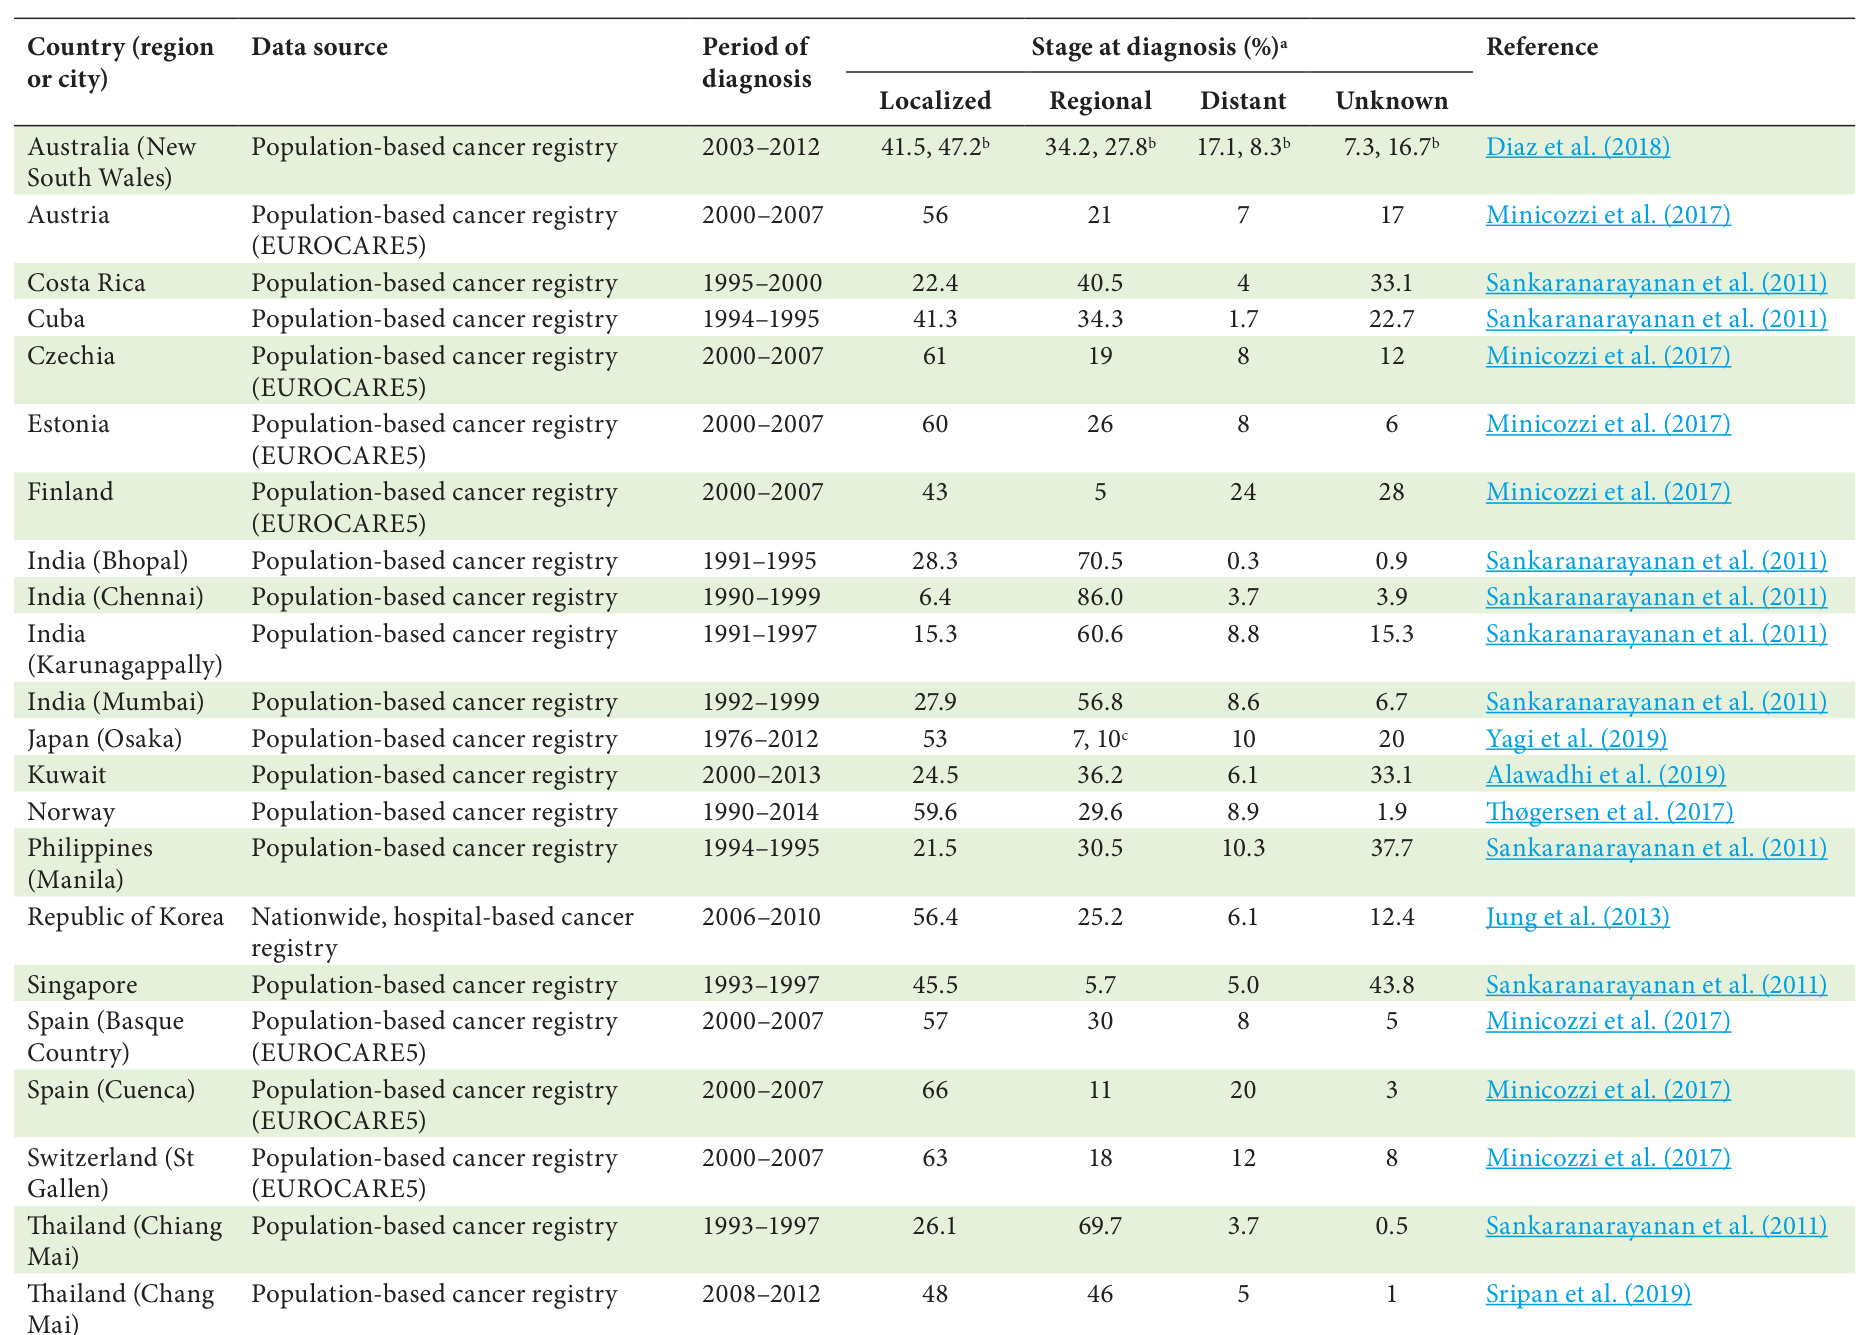 Country (region or city) Data source Period of diagnosis Stage at diagnosis (%)ᵃ Reference
Localized Regional Distant Unknown
Australia (New South Wales) Population-based cancer registry 2003–2012 41.5, 47.2ᵇ 34.2, 27.8ᵇ 17.1, 8.3ᵇ 7.3, 16.7ᵇ Diaz et al. (2018)
Austria Population-based cancer registry (EUROCARE5) 2000–2007 56 21 7 17 Minicozzi et al. (2017)
Costa Rica Population-based cancer registry 1995–2000 22.4 40.5 4 33.1 Sankaranarayanan et al. (2011)
Cuba Population-based cancer registry 1994–1995 41.3 34.3 1.7 22.7 Sankaranarayanan et al. (2011)
Czechia Population-based cancer registry (EUROCARE5) 2000–2007 61 19 8 12 Minicozzi et al. (2017)
Estonia Population-based cancer registry (EUROCARE5) 2000–2007 60 26 8 6 Minicozzi et al. (2017)
Finland Population-based cancer registry (EUROCARE5) 2000–2007 43 5 24 28 Minicozzi et al. (2017)
India (Bhopal) Population-based cancer registry 1991–1995 28.3 70.5 0.3 0.9 Sankaranarayanan et al. (2011)
India (Chennai) Population-based cancer registry 1990–1999 6.4 86.0 3.7 3.9 Sankaranarayanan et al. (2011)
India (Karunagappally) Population-based cancer registry 1991–1997 15.3 60.6 8.8 15.3 Sankaranarayanan et al. (2011)
India (Mumbai) Population-based cancer registry 1992–1999 27.9 56.8 8.6 6.7 Sankaranarayanan et al. (2011)
Japan (Osaka) Population-based cancer registry 1976–2012 53 7, 10ᶜ 10 20 Yagi et al. (2019)
Kuwait Population-based cancer registry 2000–2013 24.5 36.2 6.1 33.1 Alawadhi et al. (2019)
Norway Population-based cancer registry 1990–2014 59.6 29.6 8.9 1.9 Thøgersen et al. (2017)
Philippines (Manila) Population-based cancer registry 1994–1995 21.5 30.5 10.3 37.7 Sankaranarayanan et al. (2011)
Republic of Korea Nationwide, hospital-based cancer registry 2006–2010 56.4 25.2 6.1 12.4 Jung et al. (2013)
Singapore Population-based cancer registry 1993–1997 45.5 5.7 5.0 43.8 Sankaranarayanan et al. (2011)
Spain (Basque Country) Population-based cancer registry (EUROCARE5) 2000–2007 57 30 8 5 Minicozzi et al. (2017)
Spain (Cuenca) Population-based cancer registry (EUROCARE5) 2000–2007 66 11 20 3 Minicozzi et al. (2017)
Switzerland (St Gallen) Population-based cancer registry (EUROCARE5) 2000–2007 63 18 12 8 Minicozzi et al. (2017)
Thailand (Chiang Mai) Population-based cancer registry 1993–1997 26.1 69.7 3.7 0.5 Sankaranarayanan et al. (2011)
Thailand (Chang Mai) Population-based cancer registry 2008–2012 48 46 5 1 Sripan et al. (2019)